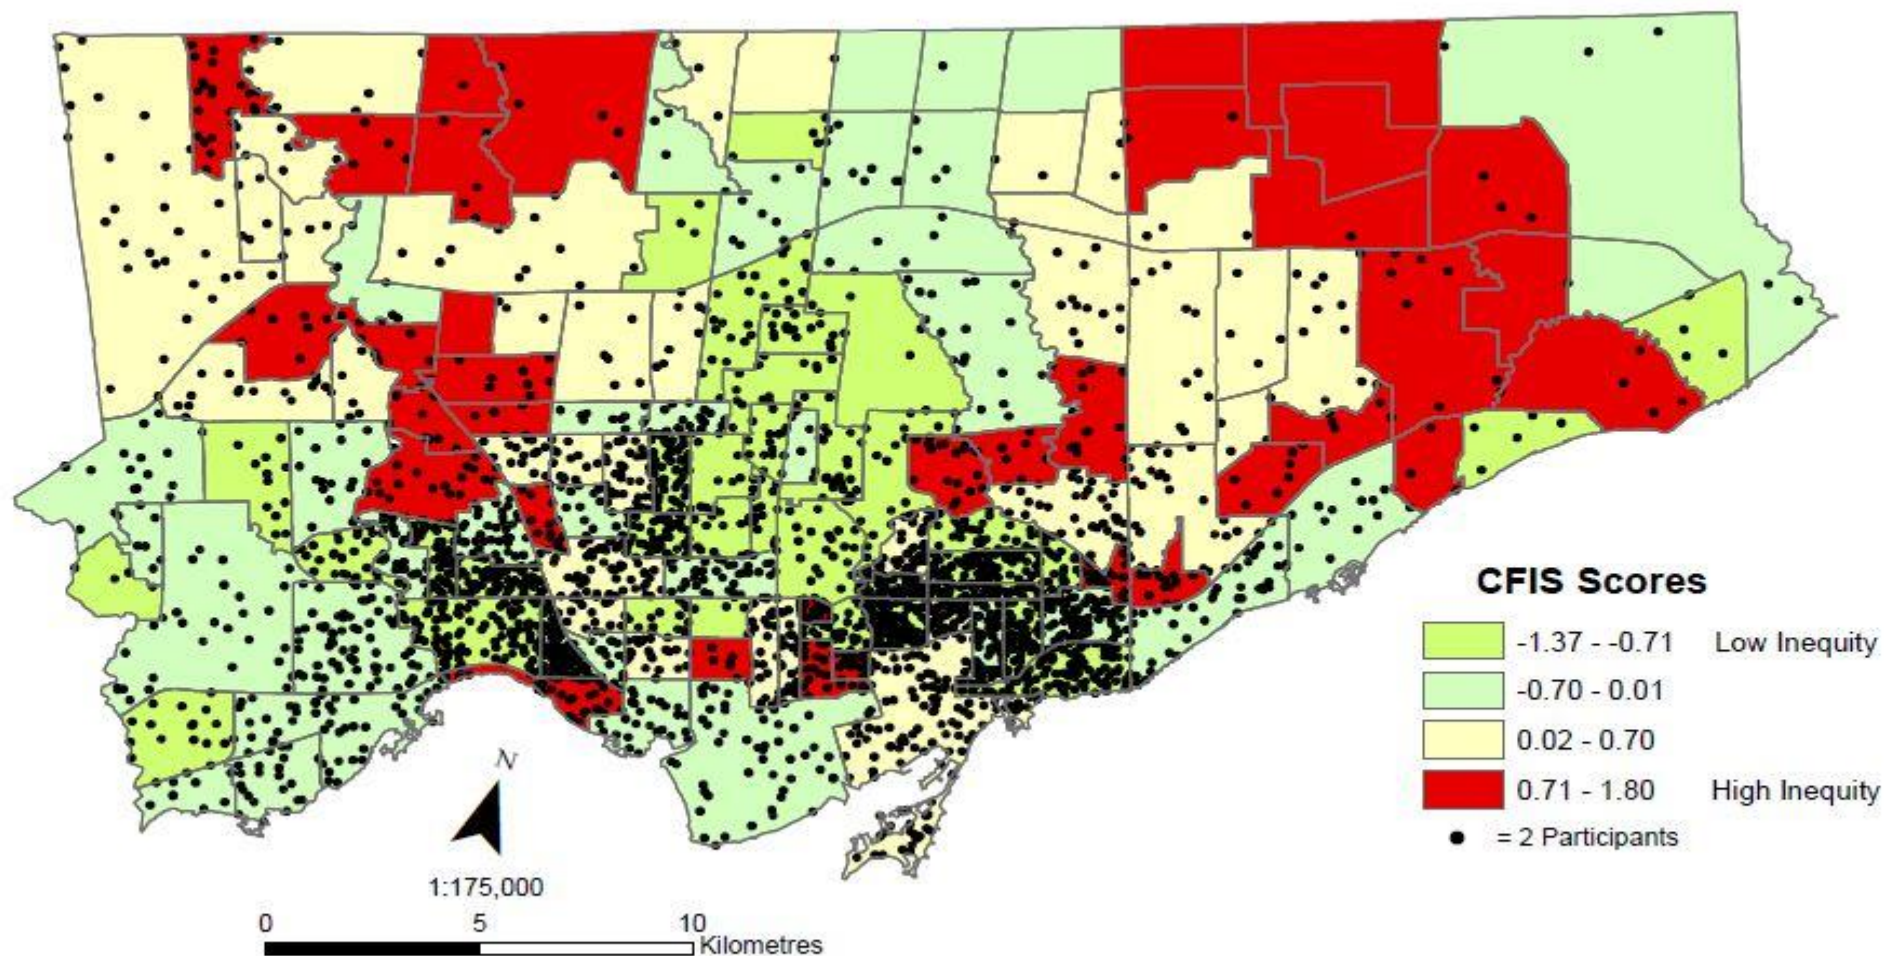 CFIS Scores
-1.37 - -0.71 Low Inequity
-0.70 - 0.01
0.02 - 0.70
0.71 - 1.80 High Inequity
= 2 Participants
N
1:175,000
0 5 10
Kilometres